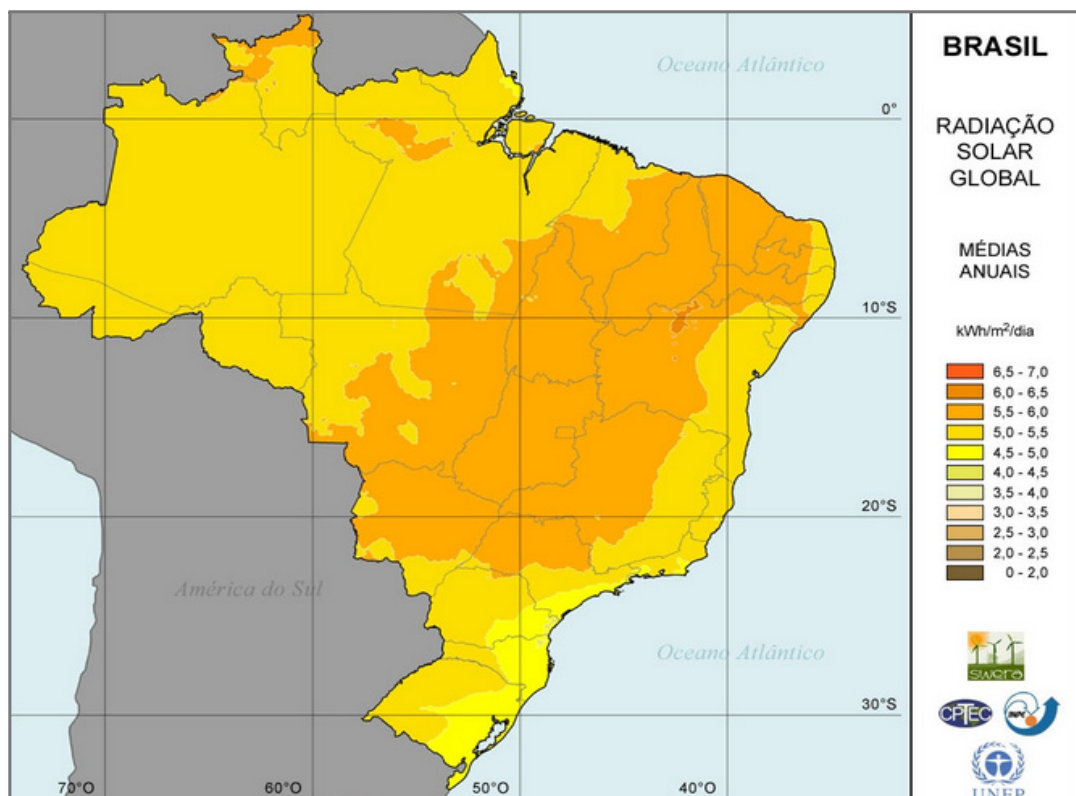 BRASIL
RADIAÇÃO
SOLAR
GLOBAL
MÉDIAS
ANUAIS
kWh/m²/dia
6,5 - 7,0
6,0 - 6,5
5,5 - 6,0
5,0 - 5,5
4,5 - 5,0
4,0 - 4,5
3,5 - 4,0
3,0 - 3,5
2,5 - 3,0
2,0 - 2,5
0 - 2,0
swera
CPTEC
INPE
UNEP
Oceano Atlântico
0°
10°S
20°S
América do Sul
Oceano Atlântico
30°S
70°O
60°O
50°O
40°O